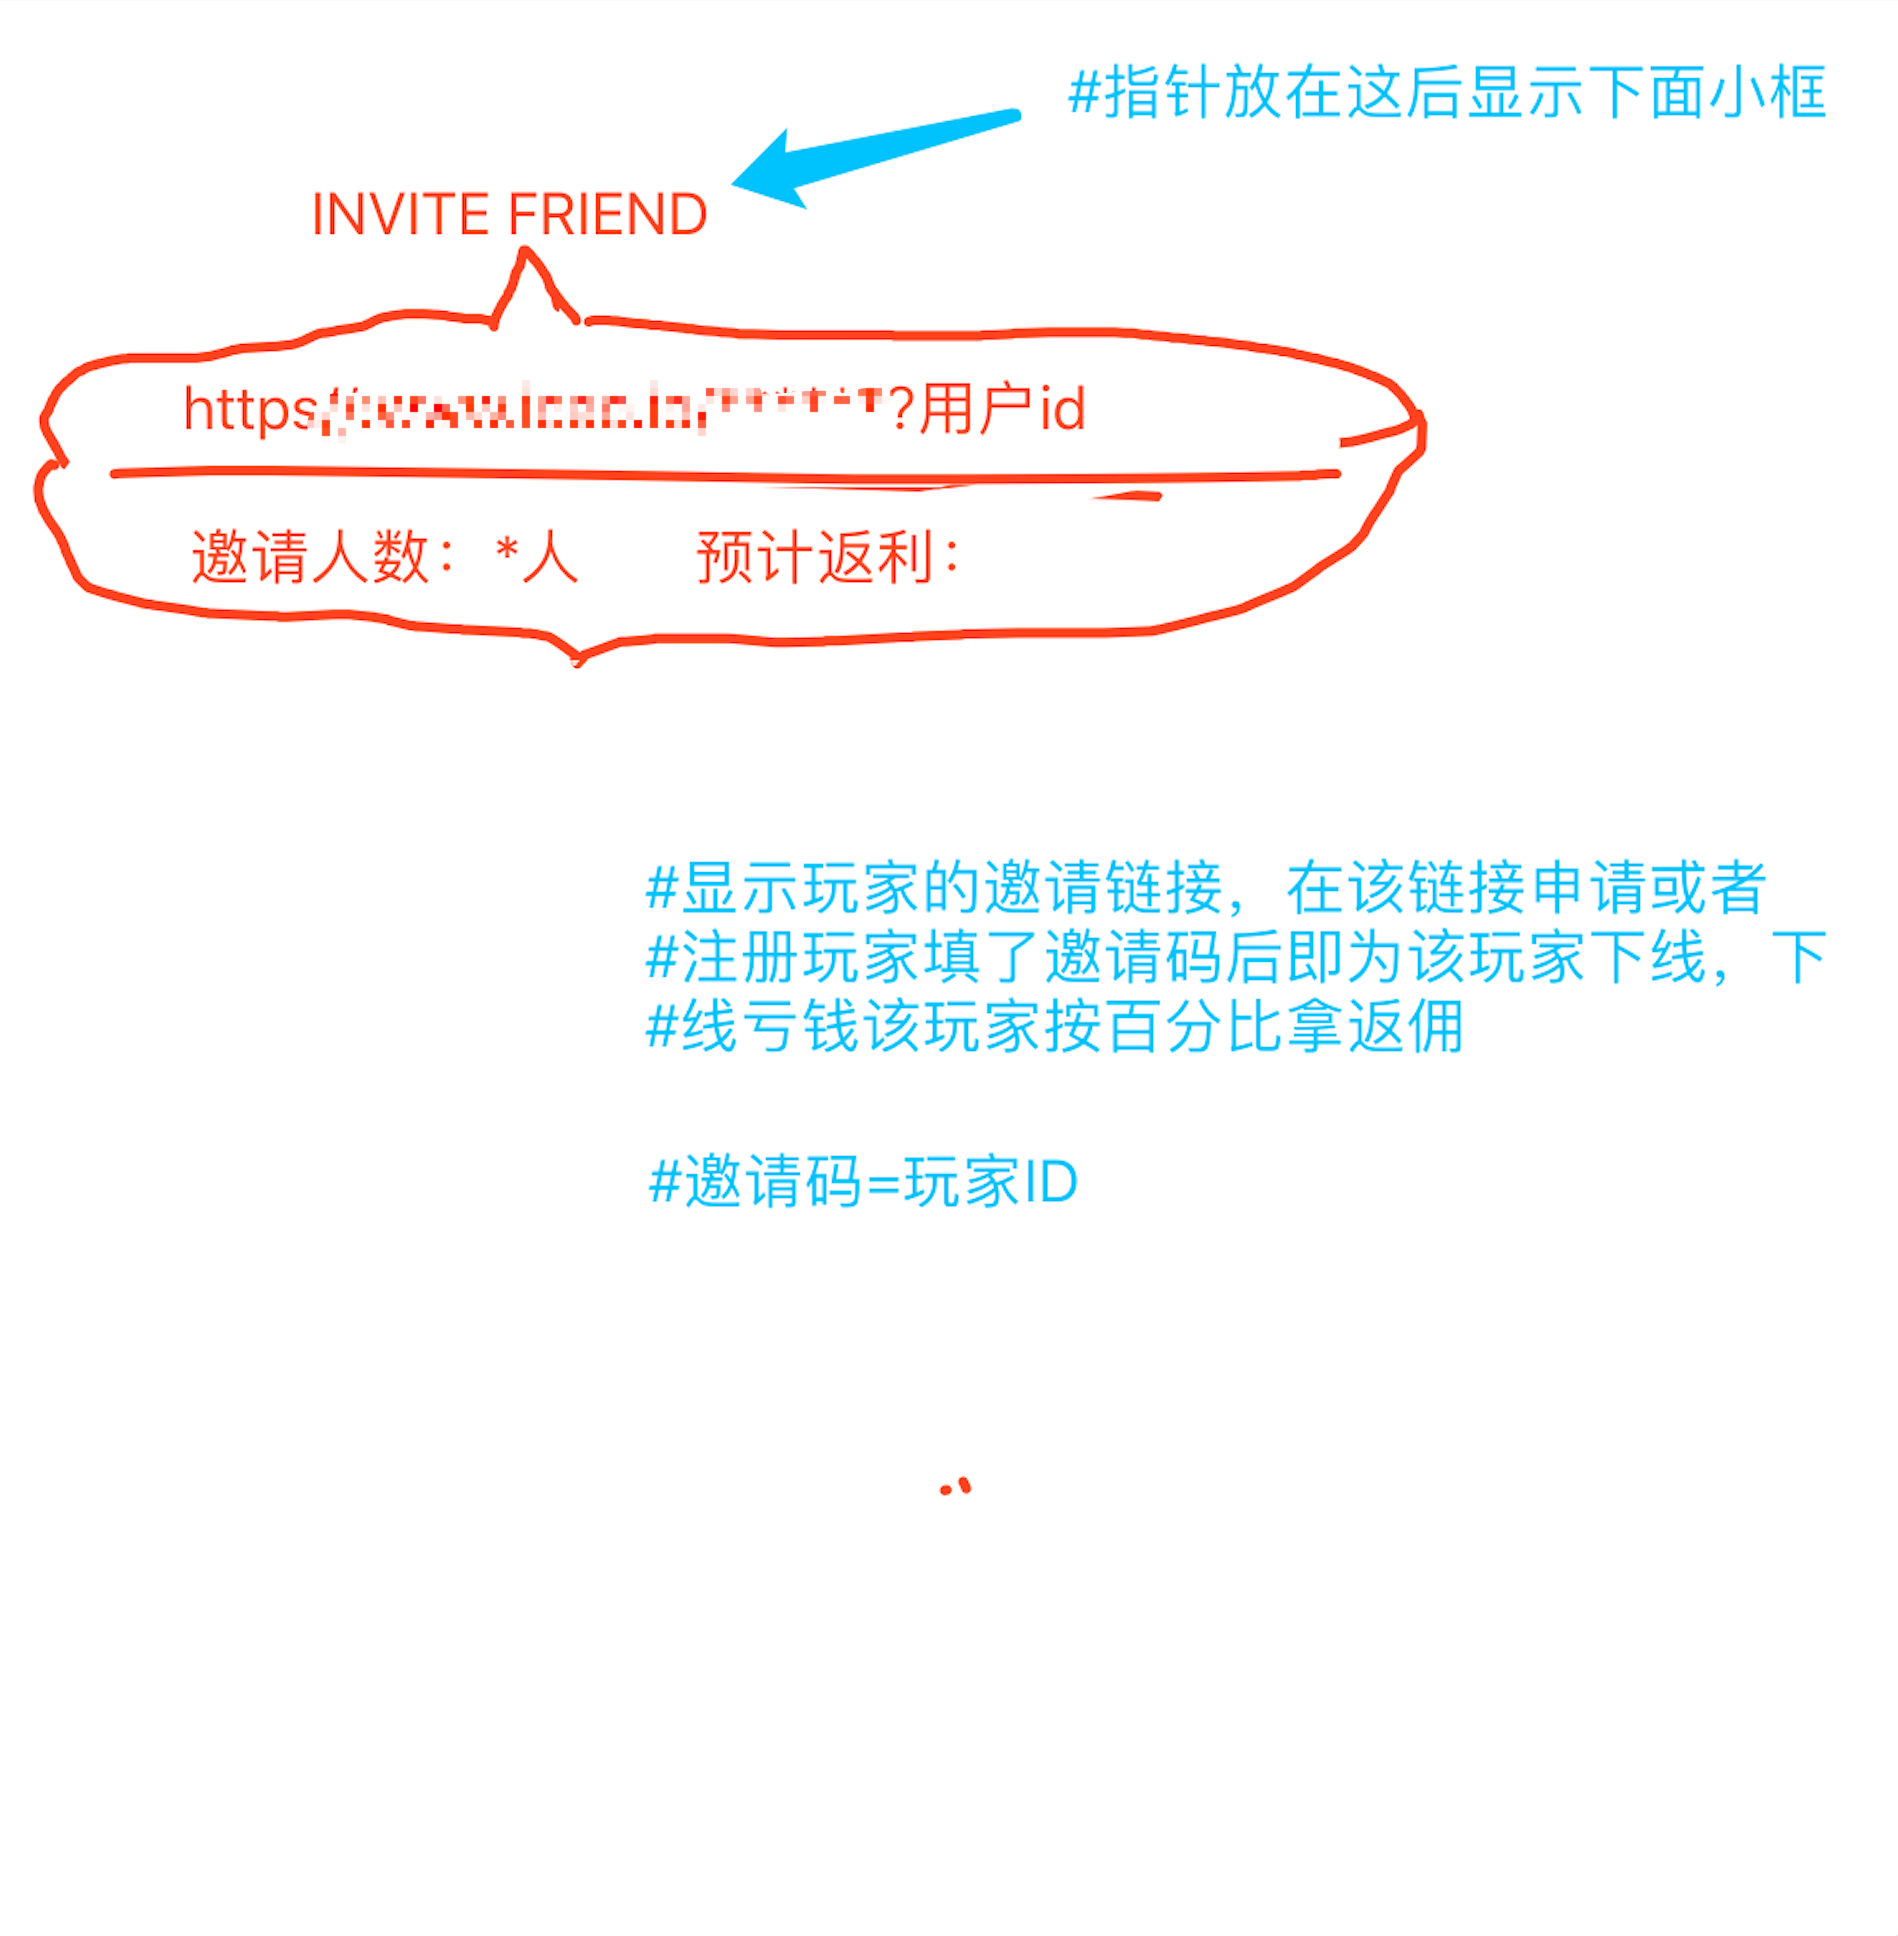 #指针放在这后显示下面小框
INVITE FRIEND
https ?用户id
邀请人数：*人 预计返利：
#显示玩家的邀请链接，在该链接申请或者
#注册玩家填了邀请码后即为该玩家下线，下
#线亏钱该玩家按百分比拿返佣
#邀请码=玩家ID